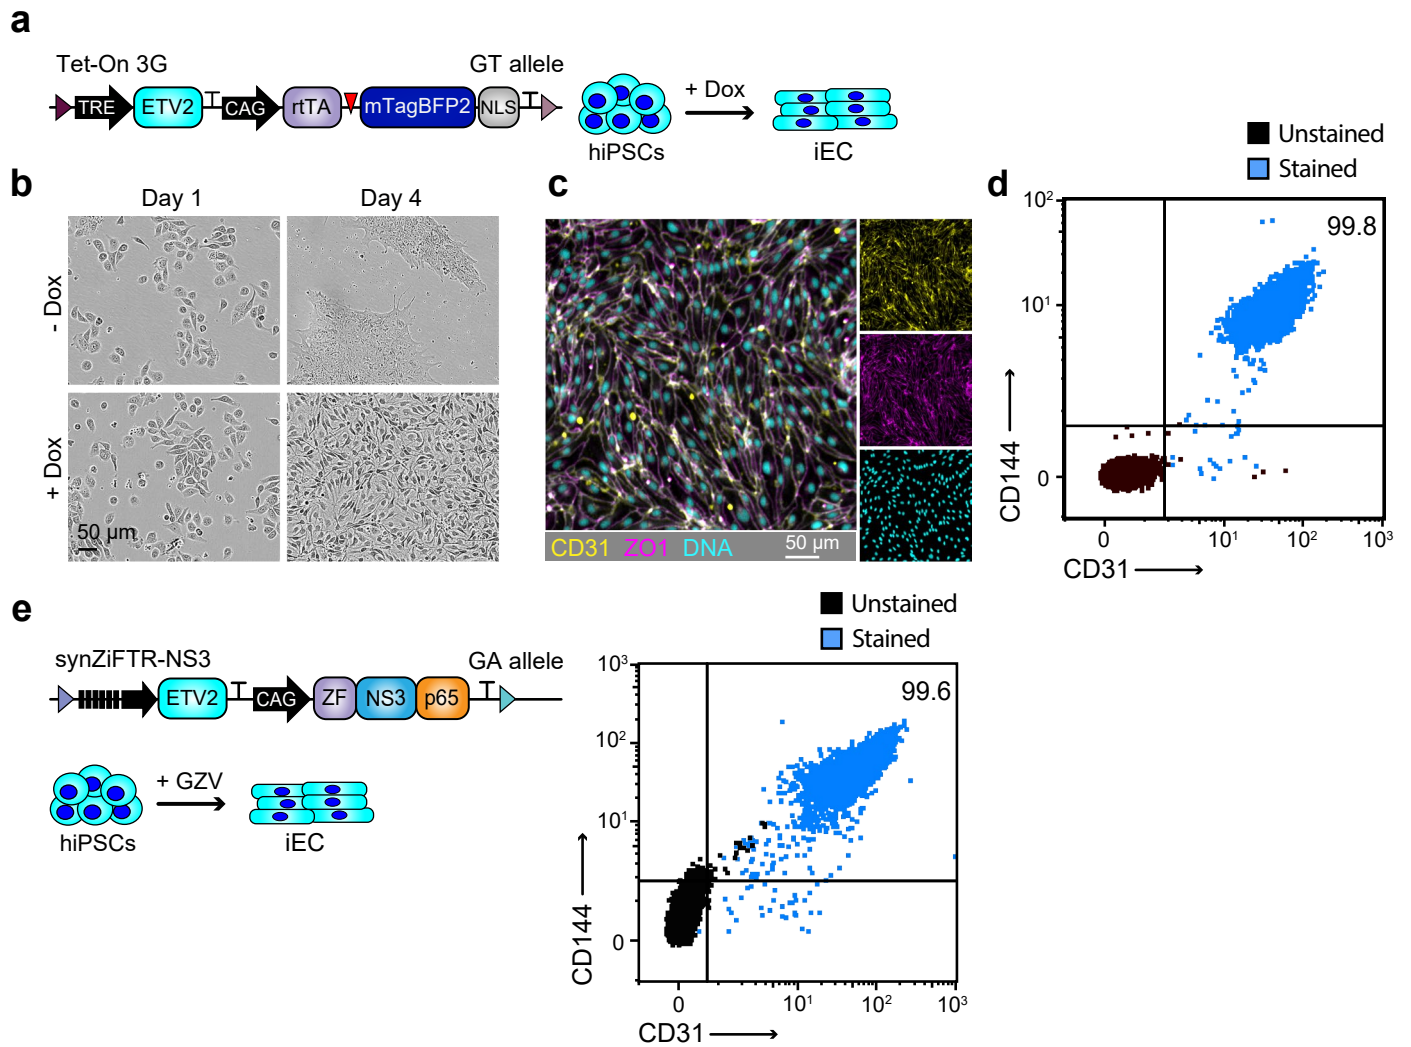 a
Tet-On 3G
GT allele
TRE
ETV2
CAG
rtTA
mTagBFP2
NLS
+ Dox
hiPSCs
iEC
b
Day 1
Day 4
- Dox
+ Dox
50 µm
c
CD31 ZO1 DNA
50 µm
d
Unstained
Stained
99.8
10²
10¹
0
CD144
0
10¹
10²
10³
CD31
e
synZiFTR-NS3
GA allele
ETV2
CAG
ZF
NS3
p65
+ GZV
hiPSCs
iEC
Unstained
Stained
99.6
10³
10²
10¹
0
CD144
0
10¹
10²
10³
CD31